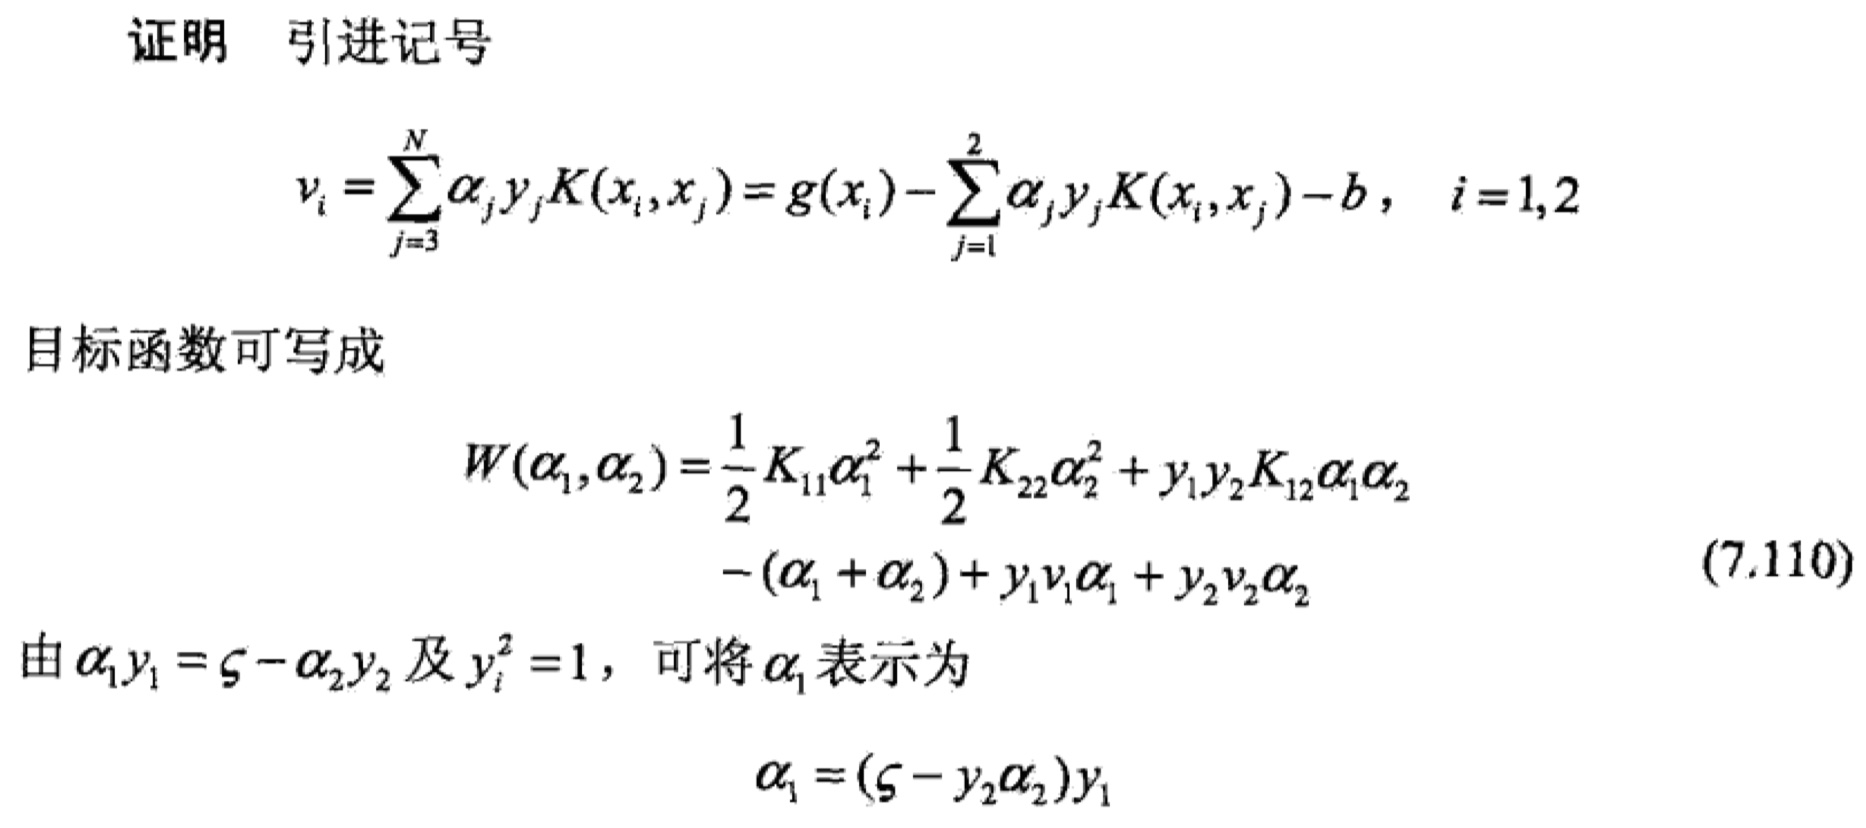 证明 引进记号
$v_i = \sum_{j=3}^{N} \alpha_j y_j K(x_i, x_j) = g(x_i) - \sum_{j=1}^{2} \alpha_j y_j K(x_i, x_j) - b, \quad i = 1,2$
目标函数可写成
$W(\alpha_1, \alpha_2) = \frac{1}{2} K_{11} \alpha_1^2 + \frac{1}{2} K_{22} \alpha_2^2 + y_1 y_2 K_{12} \alpha_1 \alpha_2$
$-(\alpha_1 + \alpha_2) + y_1 v_1 \alpha_1 + y_2 v_2 \alpha_2$ (7.110)
由 $\alpha_1 y_1 = \varsigma - \alpha_2 y_2$ 及 $y_i^2 = 1$，可将 $\alpha_1$ 表示为
$\alpha_1 = (\varsigma - y_2 \alpha_2) y_1$